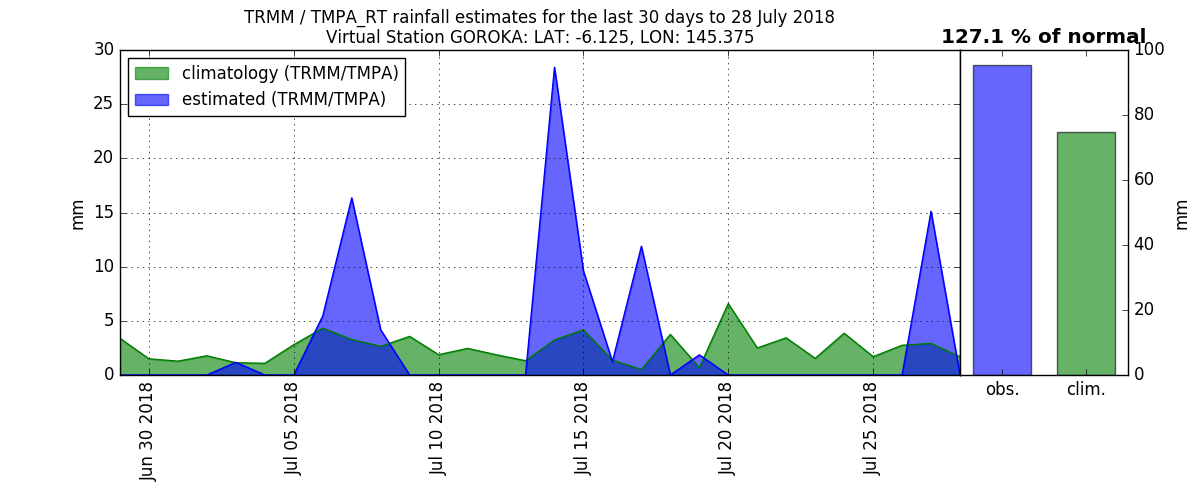 TRMM / TMPA_RT rainfall estimates for the last 30 days to 28 July 2018
Virtual Station GOROKA: LAT: -6.125, LON: 145.375
127.1 % of normal
climatology (TRMM/TMPA)
estimated (TRMM/TMPA)
mm
30
25
20
15
10
5
0
Jun 30 2018
Jul 05 2018
Jul 10 2018
Jul 15 2018
Jul 20 2018
Jul 25 2018
obs.
clim.
100
80
60
40
20
0
mm